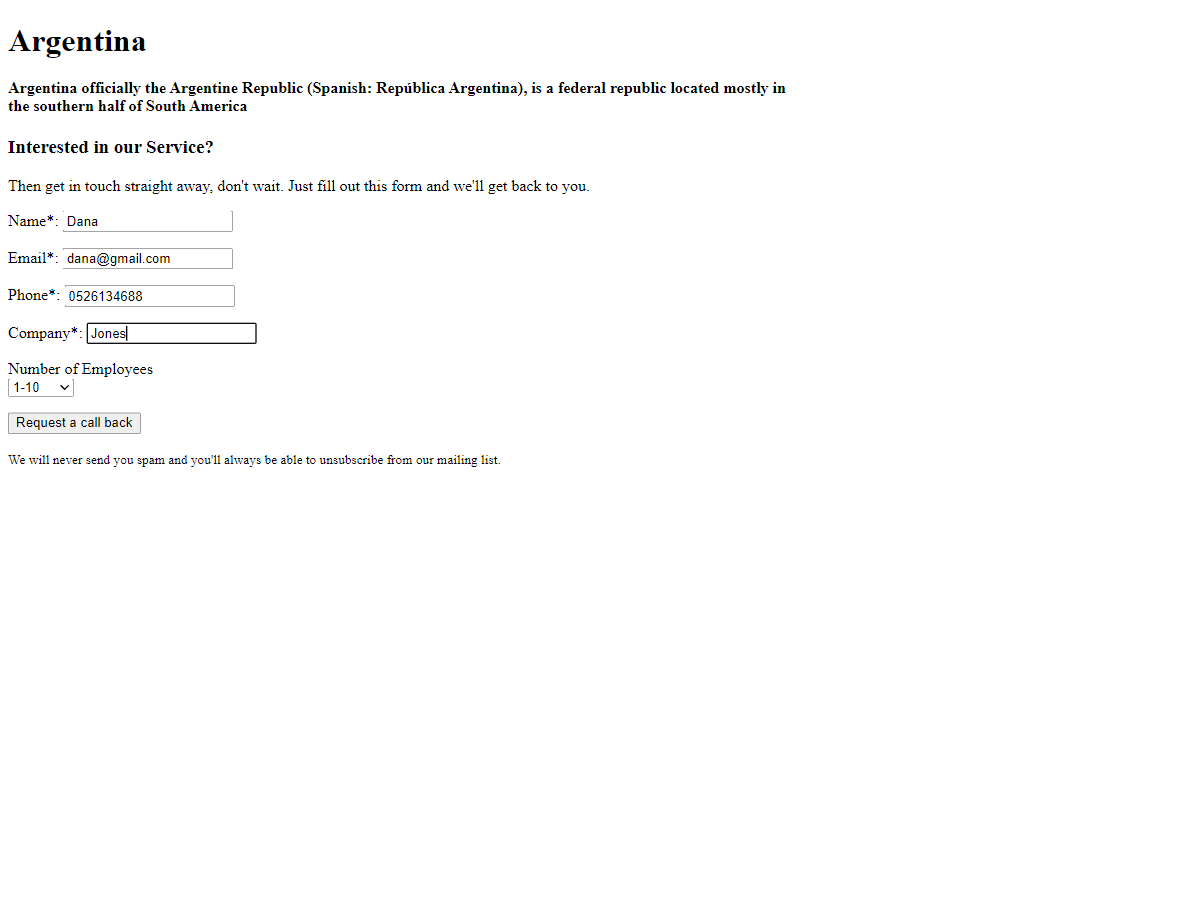 Argentina
Argentina officially the Argentine Republic (Spanish: República Argentina), is a federal republic located mostly in
the southern half of South America
Interested in our Service?
Then get in touch straight away, don't wait. Just fill out this form and we'll get back to you.
Name*: Dana
Email*: dana@gmail.com
Phone*: 0526134688
Company*: Jones
Number of Employees
1-10
Request a call back
We will never send you spam and you'll always be able to unsubscribe from our mailing list.